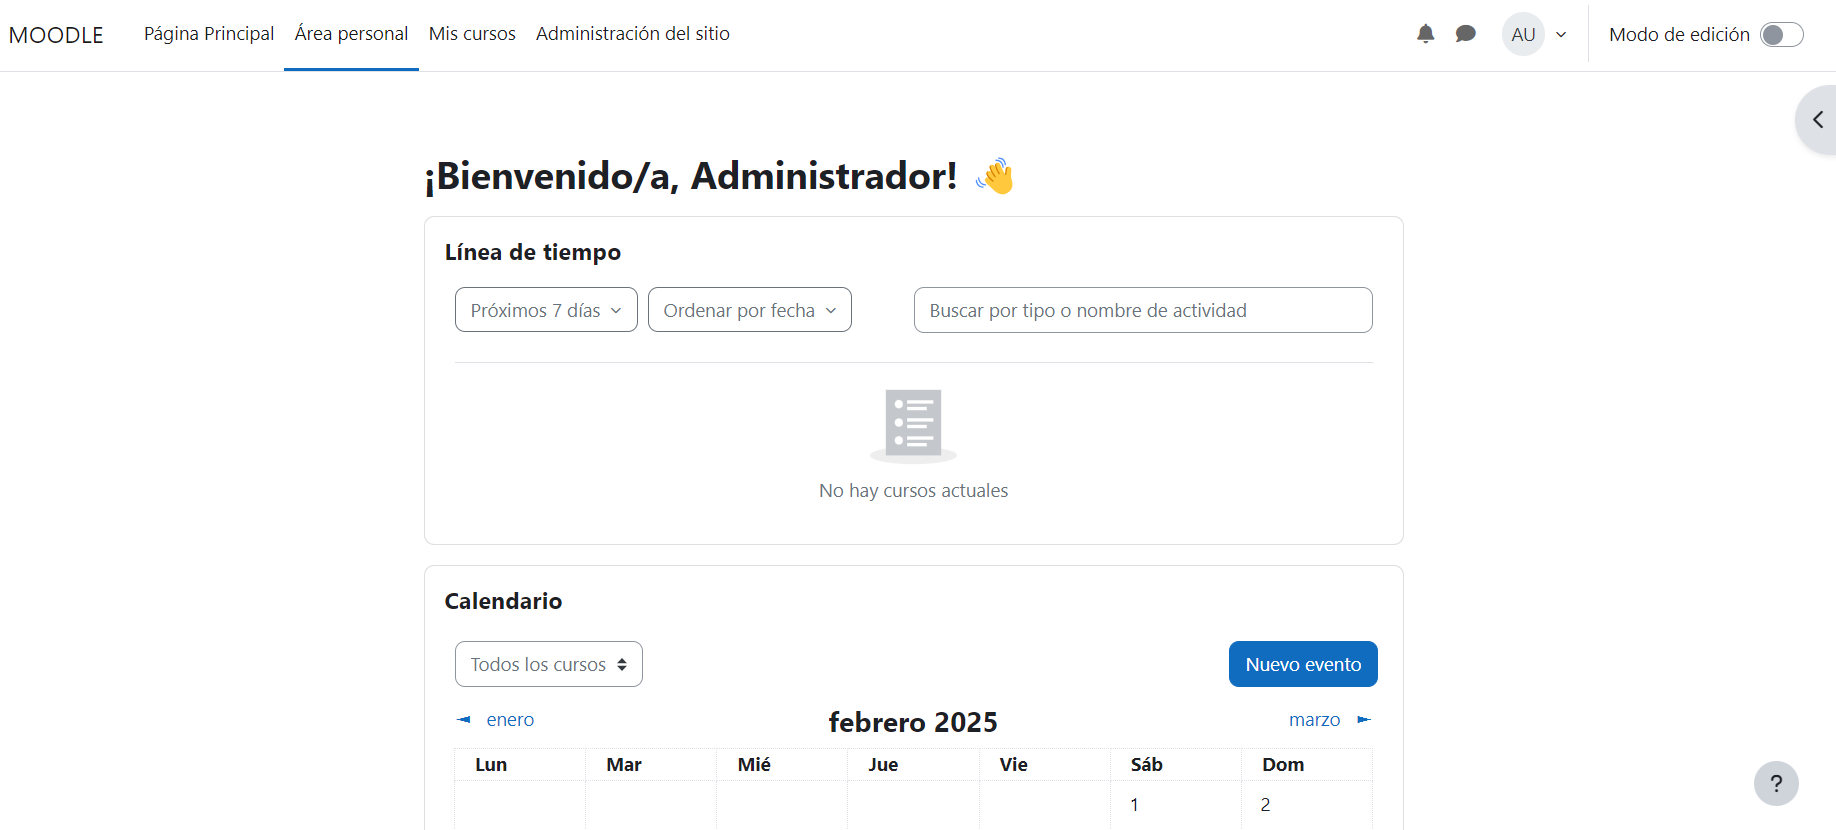 MOODLE Página Principal Área personal Mis cursos Administración del sitio AU Modo de edición
¡Bienvenido/a, Administrador!
Línea de tiempo
Próximos 7 días Ordenar por fecha Buscar por tipo o nombre de actividad
No hay cursos actuales
Calendario
Todos los cursos Nuevo evento
◄ enero febrero 2025 marzo ►
Lun Mar Mié Jue Vie Sáb Dom
1 2
?